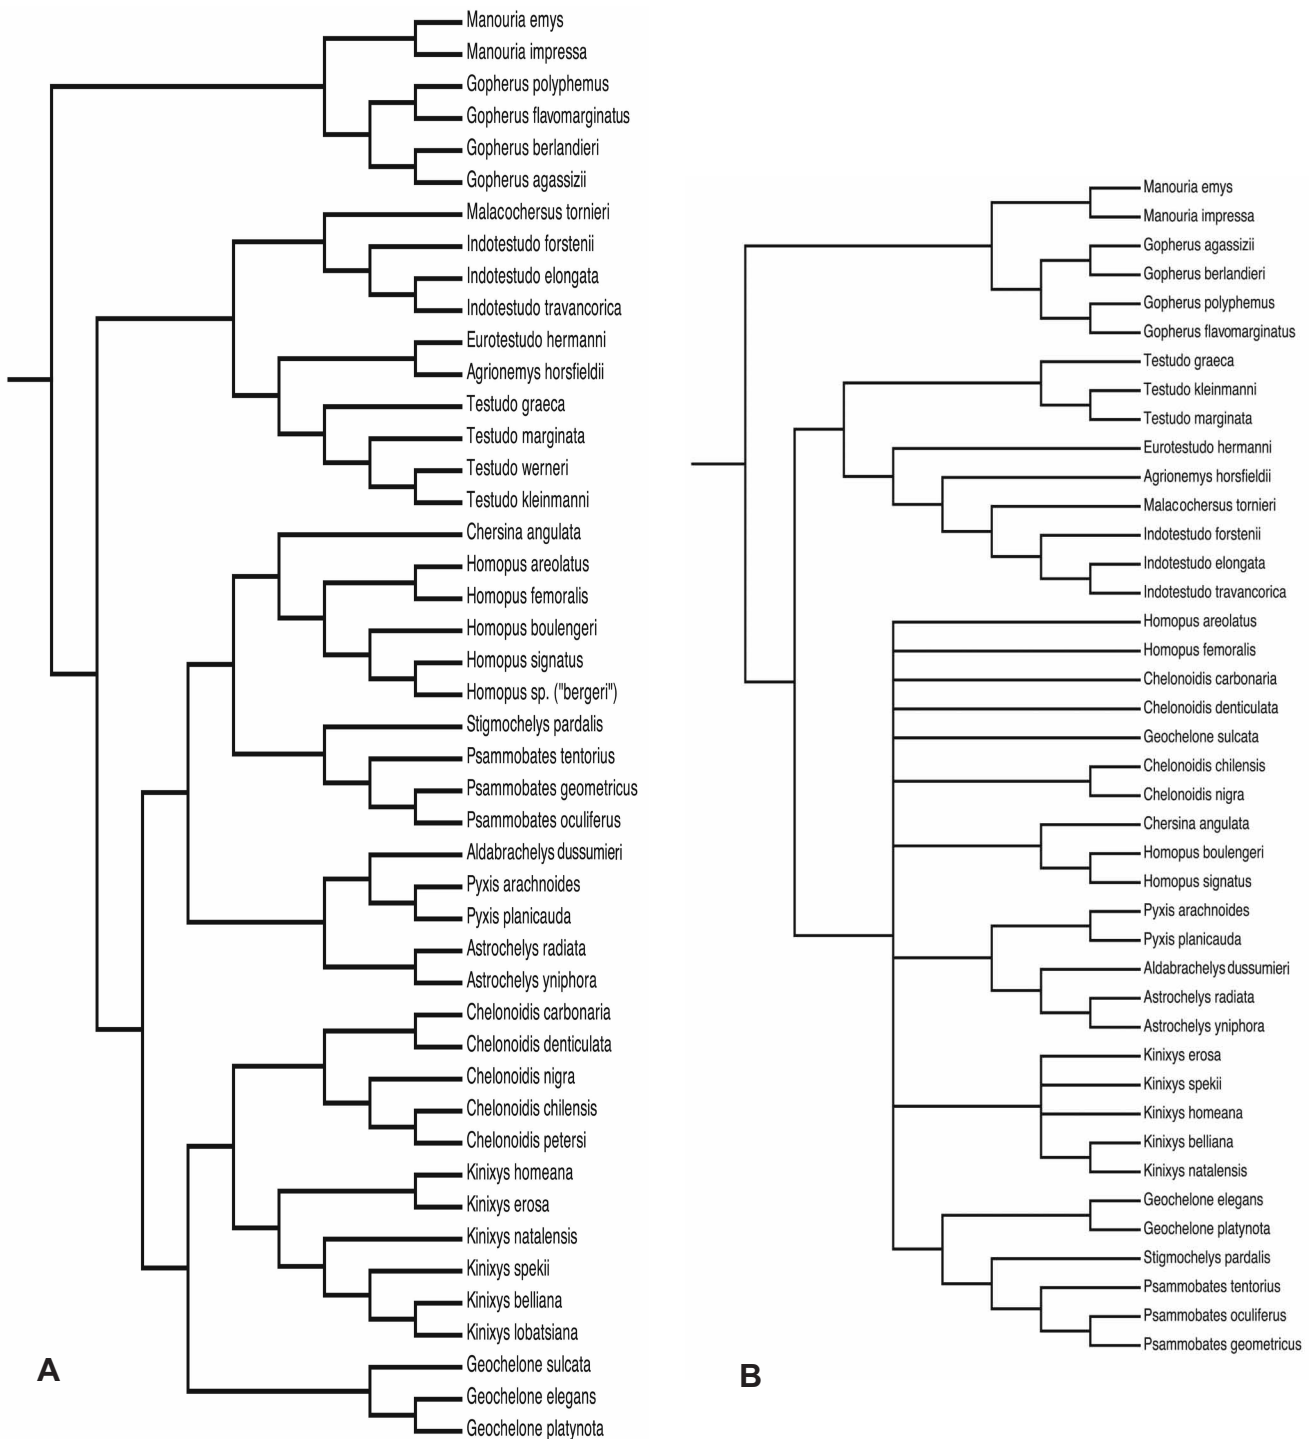 Manouria emys
Manouria impressa
Gopherus polyphemus
Gopherus flavomarginatus
Gopherus berlandieri
Gopherus agassizii
Malacochersus tornieri
Indotestudo forstenii
Indotestudo elongata
Indotestudo travancorica
Eurotestudo hermanni
Agrionemys horsfieldii
Testudo graeca
Testudo marginata
Testudo werneri
Testudo kleinmanni
Chersina angulata
Homopus areolatus
Homopus femoralis
Homopus boulengeri
Homopus signatus
Homopus sp. ("bergeri")
Stigmochelys pardalis
Psammobates tentorius
Psammobates geometricus
Psammobates oculiferus
Aldabrachelys dussumieri
Pyxis arachnoides
Pyxis planicauda
Astrochelys radiata
Astrochelys yniphora
Chelonoidis carbonaria
Chelonoidis denticulata
Chelonoidis nigra
Chelonoidis chilensis
Chelonoidis petersi
Kinixys homeana
Kinixys erosa
Kinixys natalensis
Kinixys spekii
Kinixys belliana
Kinixys lobatsiana
Geochelone sulcata
Geochelone elegans
Geochelone platynota
A
Manouria emys
Manouria impressa
Gopherus agassizii
Gopherus berlandieri
Gopherus polyphemus
Gopherus flavomarginatus
Testudo graeca
Testudo kleinmanni
Testudo marginata
Eurotestudo hermanni
Agrionemys horsfieldii
Malacochersus tornieri
Indotestudo forstenii
Indotestudo elongata
Indotestudo travancorica
Homopus areolatus
Homopus femoralis
Chelonoidis carbonaria
Chelonoidis denticulata
Geochelone sulcata
Chelonoidis chilensis
Chelonoidis nigra
Chersina angulata
Homopus boulengeri
Homopus signatus
Pyxis arachnoides
Pyxis planicauda
Aldabrachelys dussumieri
Astrochelys radiata
Astrochelys yniphora
Kinixys erosa
Kinixys spekii
Kinixys homeana
Kinixys belliana
Kinixys natalensis
Geochelone elegans
Geochelone platynota
Stigmochelys pardalis
Psammobates tentorius
Psammobates oculiferus
Psammobates geometricus
B